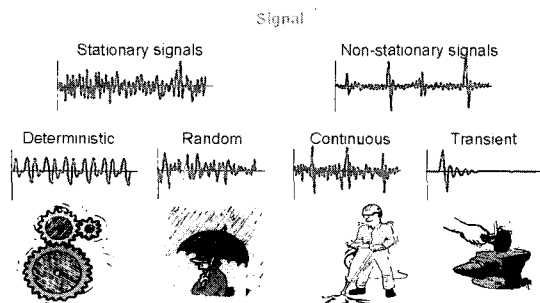 Signal
Stationary signals
Non-stationary signals
Deterministic
Random
Continuous
Transient